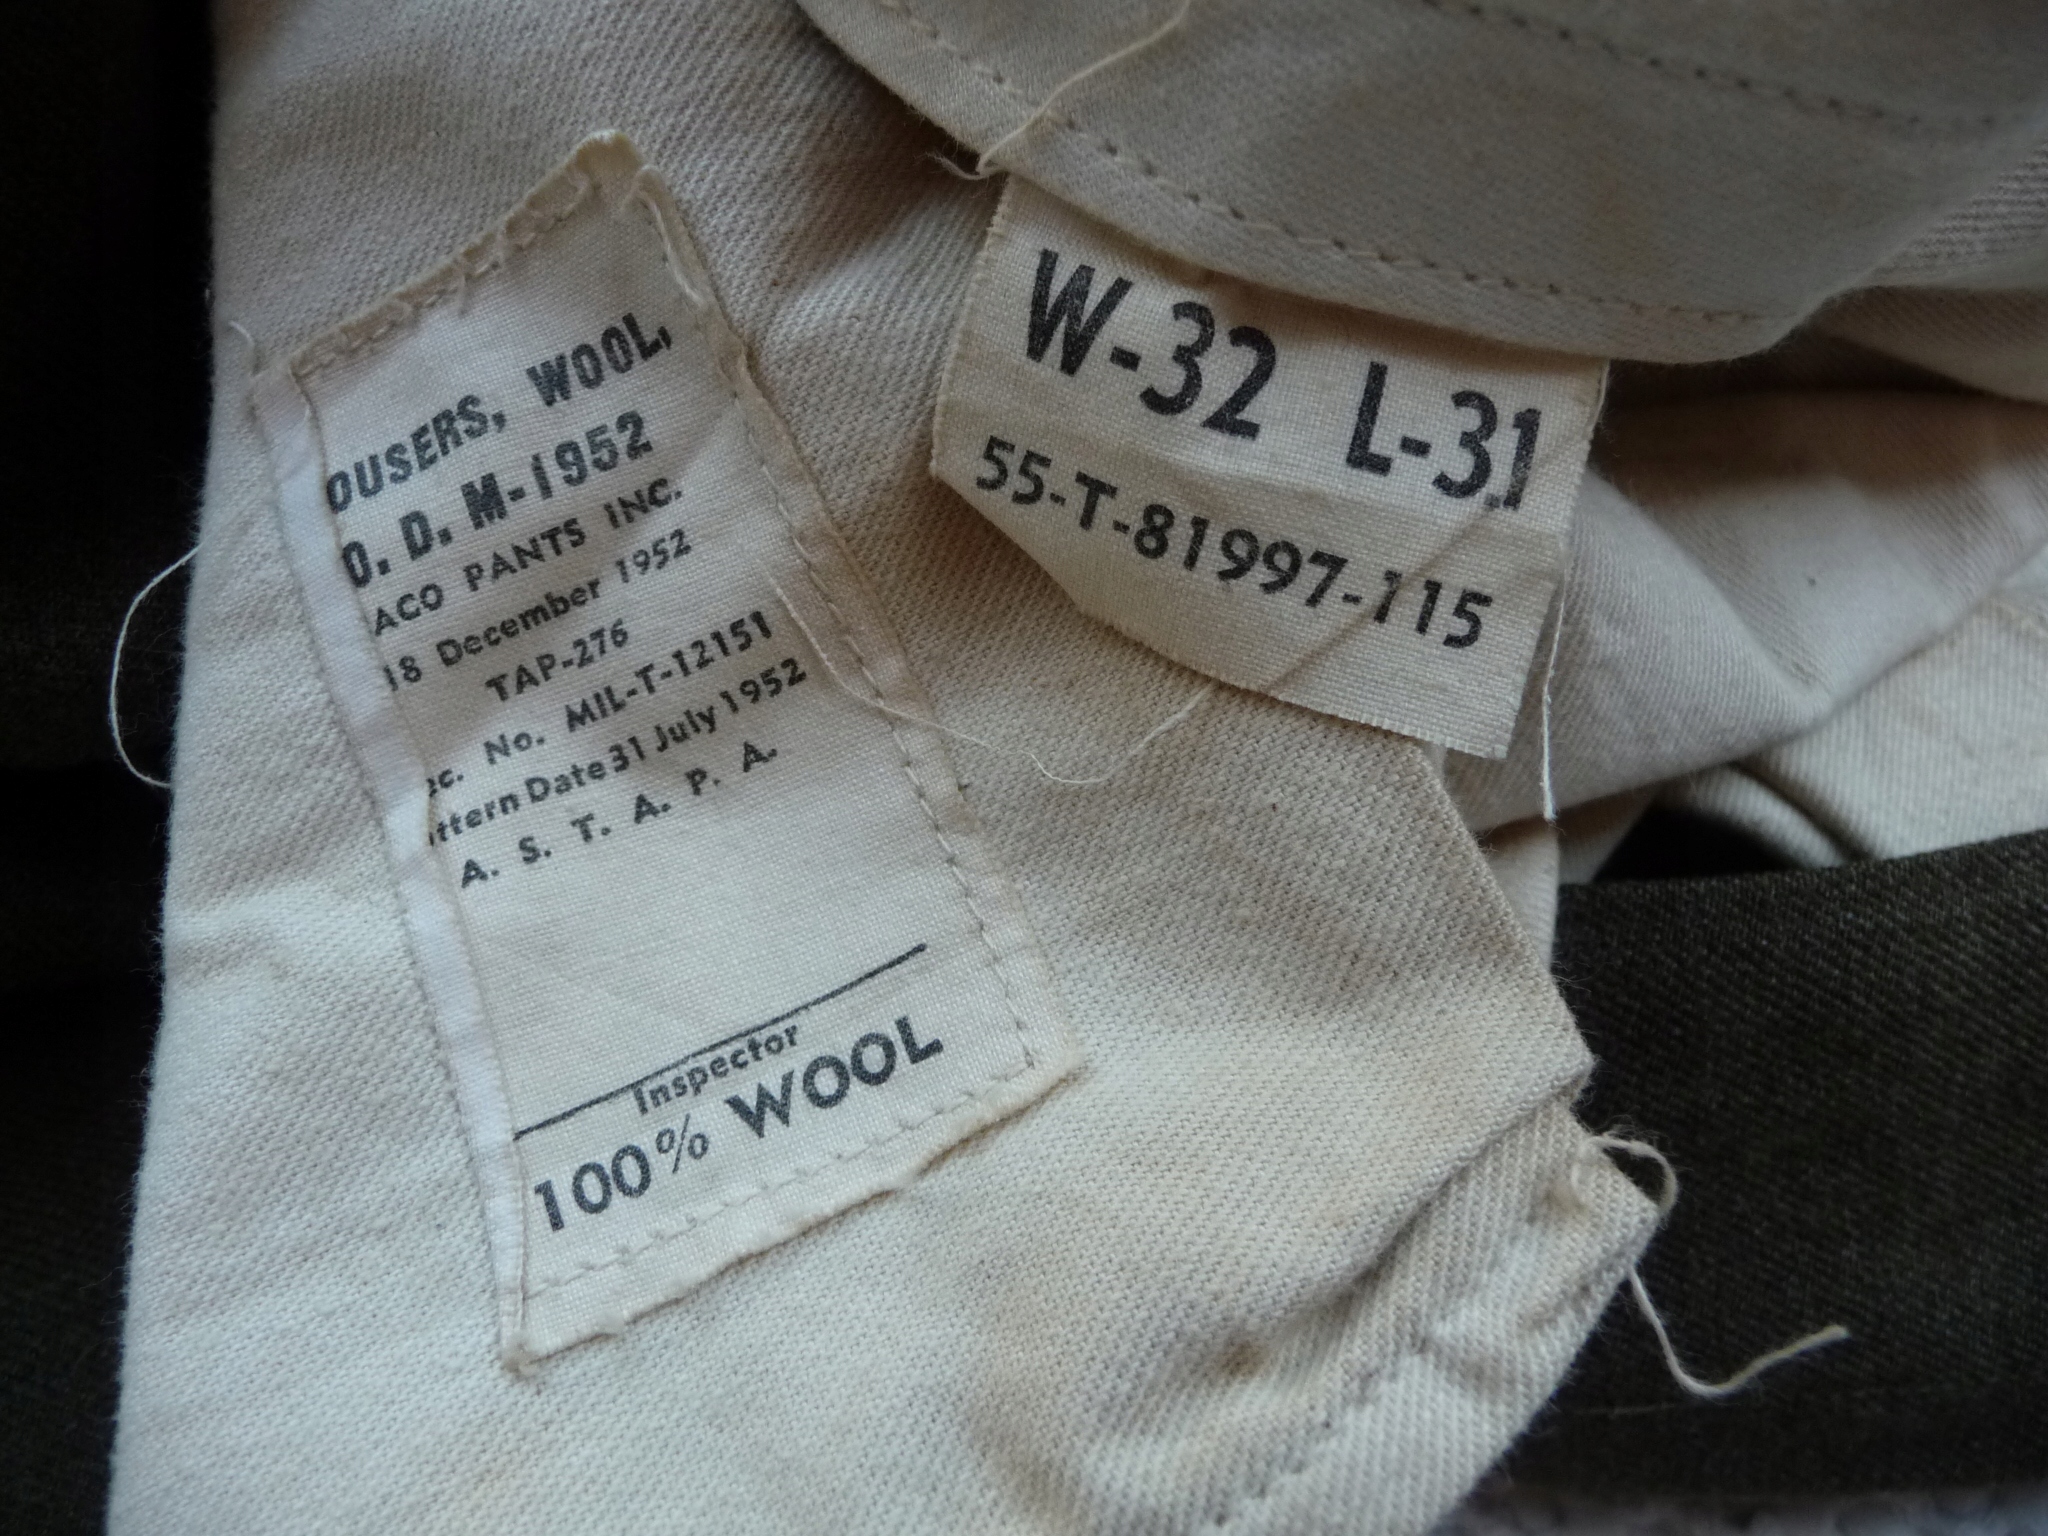 OUSERS, WOOL,
O. D. M-1952
ACO PANTS INC.
18 December 1952
TAP-276
ec. No. MIL-T-12151
ttern Date 31 July 1952
A. S. T. A. P. A.
Inspector
100% WOOL
W-32 L-31
55-T-81997-115